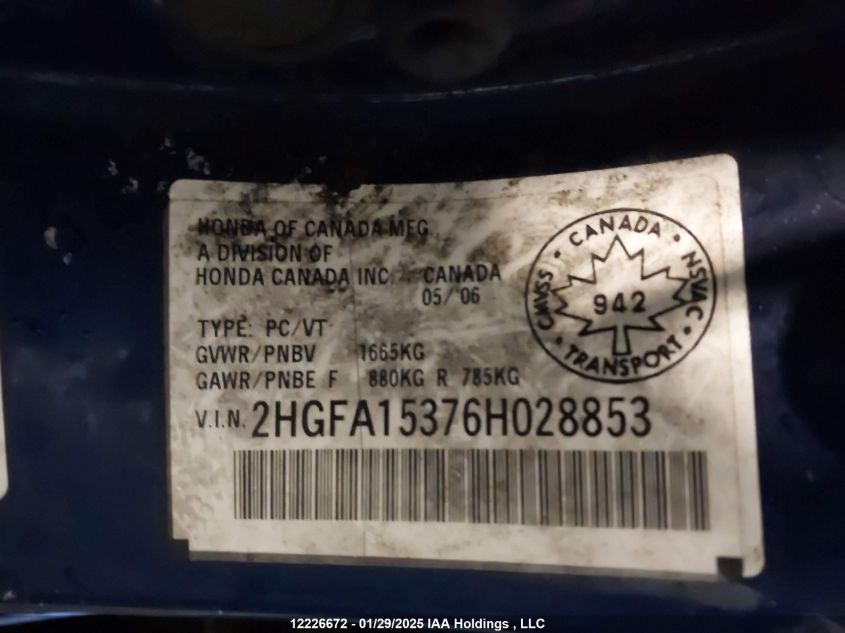 HONDA OF CANADA MFG.
A DIVISION OF
HONDA CANADA INC. CANADA
05/'06
TYPE: PC/VT
GVWR/PNBV 1665KG
GAWR/PNBE F 880KG R 785KG
V.I.N. 2HGFA15376H028853
• CANADA •
CMVSS 942 NSVAC
• TRANSPORT •
12226672 - 01/29/2025 IAA Holdings , LLC